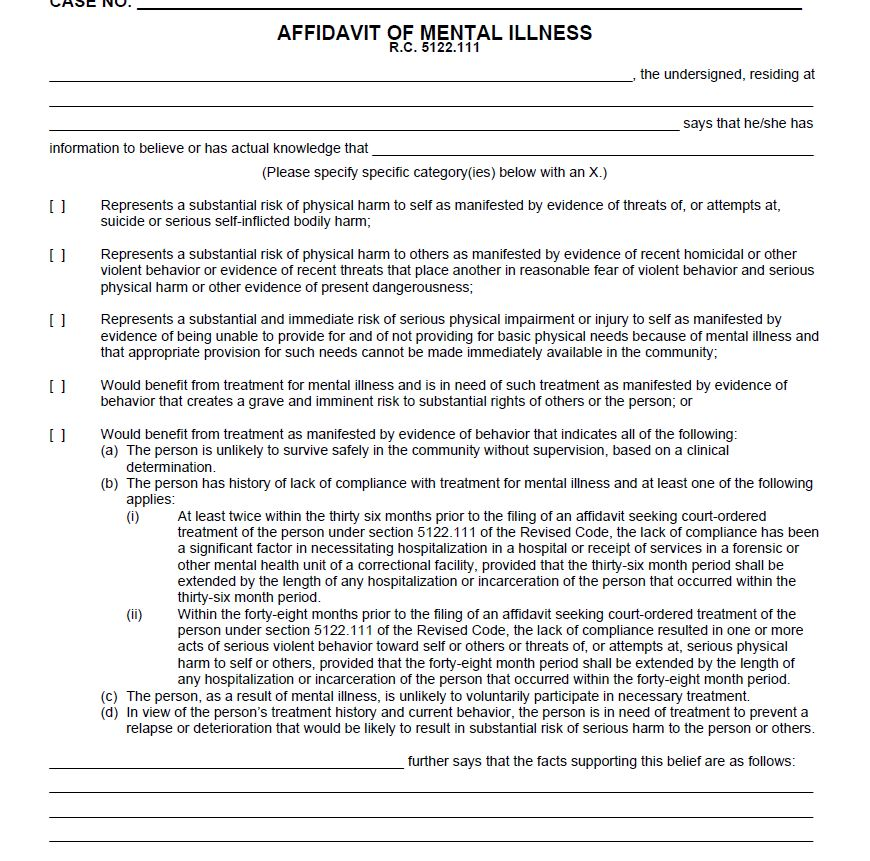 CASE NO.
AFFIDAVIT OF MENTAL ILLNESS
R.C. 5122.111
, the undersigned, residing at
says that he/she has
information to believe or has actual knowledge that
(Please specify specific category(ies) below with an X.)
[ ] Represents a substantial risk of physical harm to self as manifested by evidence of threats of, or attempts at,
suicide or serious self-inflicted bodily harm;
[ ] Represents a substantial risk of physical harm to others as manifested by evidence of recent homicidal or other
violent behavior or evidence of recent threats that place another in reasonable fear of violent behavior and serious
physical harm or other evidence of present dangerousness;
[ ] Represents a substantial and immediate risk of serious physical impairment or injury to self as manifested by
evidence of being unable to provide for and of not providing for basic physical needs because of mental illness and
that appropriate provision for such needs cannot be made immediately available in the community;
[ ] Would benefit from treatment for mental illness and is in need of such treatment as manifested by evidence of
behavior that creates a grave and imminent risk to substantial rights of others or the person; or
[ ] Would benefit from treatment as manifested by evidence of behavior that indicates all of the following:
(a) The person is unlikely to survive safely in the community without supervision, based on a clinical
determination.
(b) The person has history of lack of compliance with treatment for mental illness and at least one of the following
applies:
(i) At least twice within the thirty six months prior to the filing of an affidavit seeking court-ordered
treatment of the person under section 5122.111 of the Revised Code, the lack of compliance has been
a significant factor in necessitating hospitalization in a hospital or receipt of services in a forensic or
other mental health unit of a correctional facility, provided that the thirty-six month period shall be
extended by the length of any hospitalization or incarceration of the person that occurred within the
thirty-six month period.
(ii) Within the forty-eight months prior to the filing of an affidavit seeking court-ordered treatment of the
person under section 5122.111 of the Revised Code, the lack of compliance resulted in one or more
acts of serious violent behavior toward self or others or threats of, or attempts at, serious physical
harm to self or others, provided that the forty-eight month period shall be extended by the length of
any hospitalization or incarceration of the person that occurred within the forty-eight month period.
(c) The person, as a result of mental illness, is unlikely to voluntarily participate in necessary treatment.
(d) In view of the person's treatment history and current behavior, the person is in need of treatment to prevent a
relapse or deterioration that would be likely to result in substantial risk of serious harm to the person or others.
further says that the facts supporting this belief are as follows: